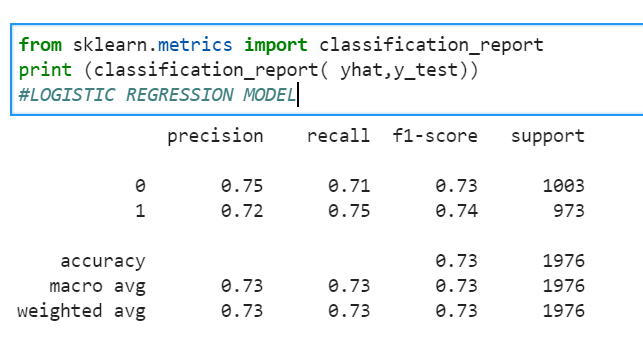 from sklearn.metrics import classification_report
print (classification_report( yhat,y_test))
#LOGISTIC REGRESSION MODEL
precision recall f1-score support
0 0.75 0.71 0.73 1003
1 0.72 0.75 0.74 973
accuracy 0.73 1976
macro avg 0.73 0.73 0.73 1976
weighted avg 0.73 0.73 0.73 1976